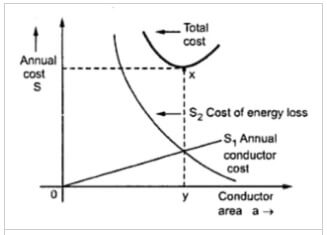 Total
cost
Annual
cost
S
x
S₂ Cost of energy loss
S₁ Annual
conductor
cost
0
y
Conductor
area a →